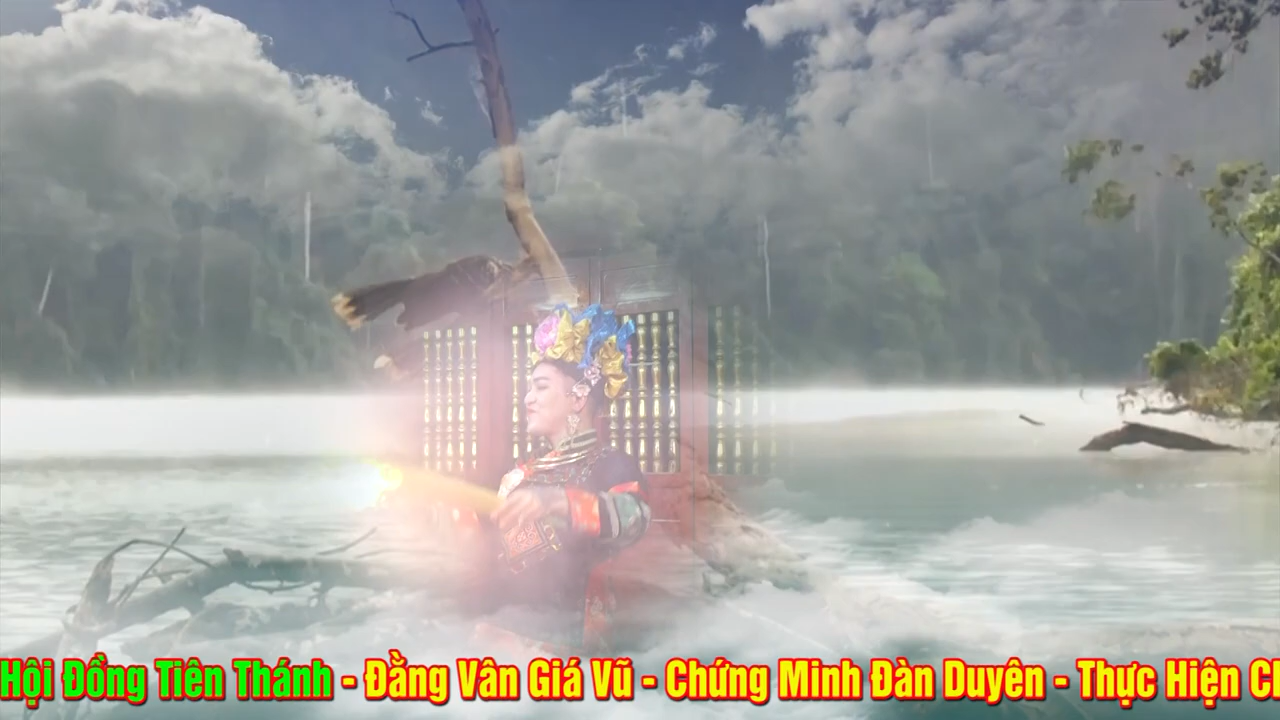 Hội Đồng Tiên Thánh - Đằng Vân Giá Vũ - Chứng Minh Đàn Duyên - Thực Hiện